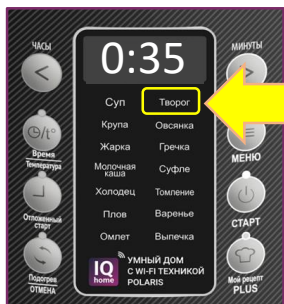 ЧАСЫ
МИНУТЫ
0:35
Суп
Творог
Крупа
Овсянка
Жарка
Гречка
Молочная
каша
Суфле
Холодец
Томление
Плов
Варенье
Омлет
Выпечка
/t°
Время
Температура
Отложенный
старт
Подогрев
ОТМЕНА
МЕНЮ
СТАРТ
Мой рецепт
PLUS
IQ
home
УМНЫЙ ДОМ
С WI-FI ТЕХНИКОЙ
POLARIS